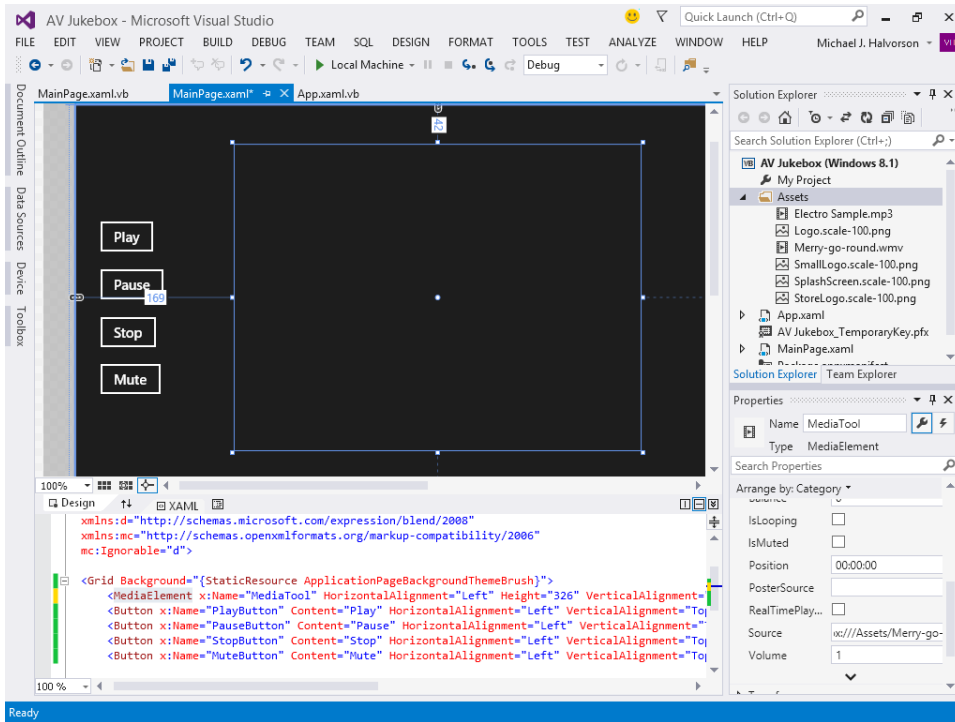 AV Jukebox - Microsoft Visual Studio
Quick Launch (Ctrl+Q)
FILE EDIT VIEW PROJECT BUILD DEBUG TEAM SQL DESIGN FORMAT TOOLS TEST ANALYZE WINDOW HELP Michael J. Halvorson
Local Machine Debug
Document Outline
Data Sources
Device
Toolbox
MainPage.xaml.vb MainPage.xaml* App.xaml.vb
42
Play
Pause
169
Stop
Mute
100%
Design XAML
xmlns:d="http://schemas.microsoft.com/expression/blend/2008"
xmlns:mc="http://schemas.openxmlformats.org/markup-compatibility/2006"
mc:Ignorable="d">
<Grid Background="{StaticResource ApplicationPageBackgroundThemeBrush}">
<MediaElement x:Name="MediaTool" HorizontalAlignment="Left" Height="326" VerticalAlignment=
<Button x:Name="PlayButton" Content="Play" HorizontalAlignment="Left" VerticalAlignment="Top
<Button x:Name="PauseButton" Content="Pause" HorizontalAlignment="Left" VerticalAlignment="
<Button x:Name="StopButton" Content="Stop" HorizontalAlignment="Left" VerticalAlignment="Top
<Button x:Name="MuteButton" Content="Mute" HorizontalAlignment="Left" VerticalAlignment="Top
100 %
Solution Explorer
Search Solution Explorer (Ctrl+;)
AV Jukebox (Windows 8.1)
My Project
Assets
Electro Sample.mp3
Logo.scale-100.png
Merry-go-round.wmv
SmallLogo.scale-100.png
SplashScreen.scale-100.png
StoreLogo.scale-100.png
App.xaml
AV Jukebox_TemporaryKey.pfx
MainPage.xaml
Solution Explorer Team Explorer
Properties
Name MediaTool
Type MediaElement
Search Properties
Arrange by: Category
IsLooping
IsMuted
Position 00:00:00
PosterSource
RealTimePlay...
Source x:///Assets/Merry-go-
Volume 1
Ready